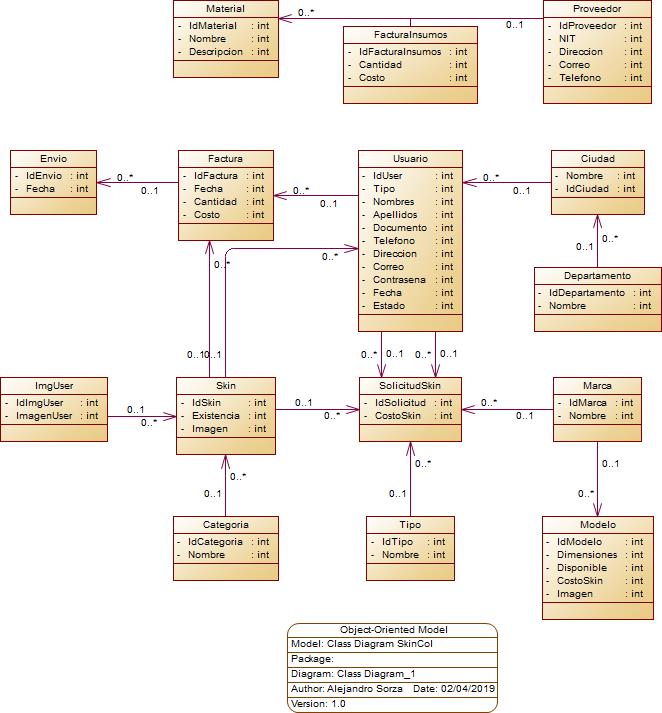 Material
- IdMaterial : int
- Nombre : int
- Descripcion : int
0..*
0..1
FacturaInsumos
- IdFacturaInsumos : int
- Cantidad : int
- Costo : int
Proveedor
- IdProveedor : int
- NIT : int
- Direccion : int
- Correo : int
- Telefono : int
Envio
- IdEnvio : int
- Fecha : int
0..*
0..1
Factura
- IdFactura : int
- Fecha : int
- Cantidad : int
- Costo : int
0..*
0..1
Usuario
- IdUser : int
- Tipo : int
- Nombres : int
- Apellidos : int
- Documento : int
- Telefono : int
- Direccion : int
- Correo : int
- Contrasena : int
- Fecha : int
- Estado : int
0..*
0..1
Ciudad
- Nombre : int
- IdCiudad : int
0..1
0..*
Departamento
- IdDepartamento : int
- Nombre : int
0..*
0..*
0..1
0..1
0..*
0..1
0..*
0..1
ImgUser
- IdImgUser : int
- ImagenUser : int
0..1
0..*
Skin
- IdSkin : int
- Existencia : int
- Imagen : int
0..1
0..*
SolicitudSkin
- IdSolicitud : int
- CostoSkin : int
0..*
0..1
Marca
- IdMarca : int
- Nombre : int
0..*
0..1
0..*
0..1
0..1
0..*
Categoria
- IdCategoria : int
- Nombre : int
Tipo
- IdTipo : int
- Nombre : int
Modelo
- IdModelo : int
- Dimensiones : int
- Disponible : int
- CostoSkin : int
- Imagen : int
Object-Oriented Model
Model: Class Diagram SkinCol
Package:
Diagram: Class Diagram_1
Author: Alejandro Sorza Date: 02/04/2019
Version: 1.0